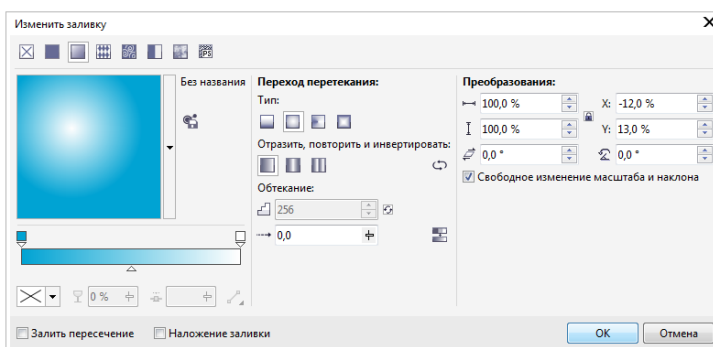 Изменить заливку
Без названия
Переход перетекания:
Тип:
Отразить, повторить и инвертировать:
Обтекание:
256
0,0
Преобразования:
100,0 % X: -12,0 %
100,0 % Y: 13,0 %
0,0 ° 0,0 °
Свободное изменение масштаба и наклона
0 %
Залить пересечение Наложение заливки
OK Отмена